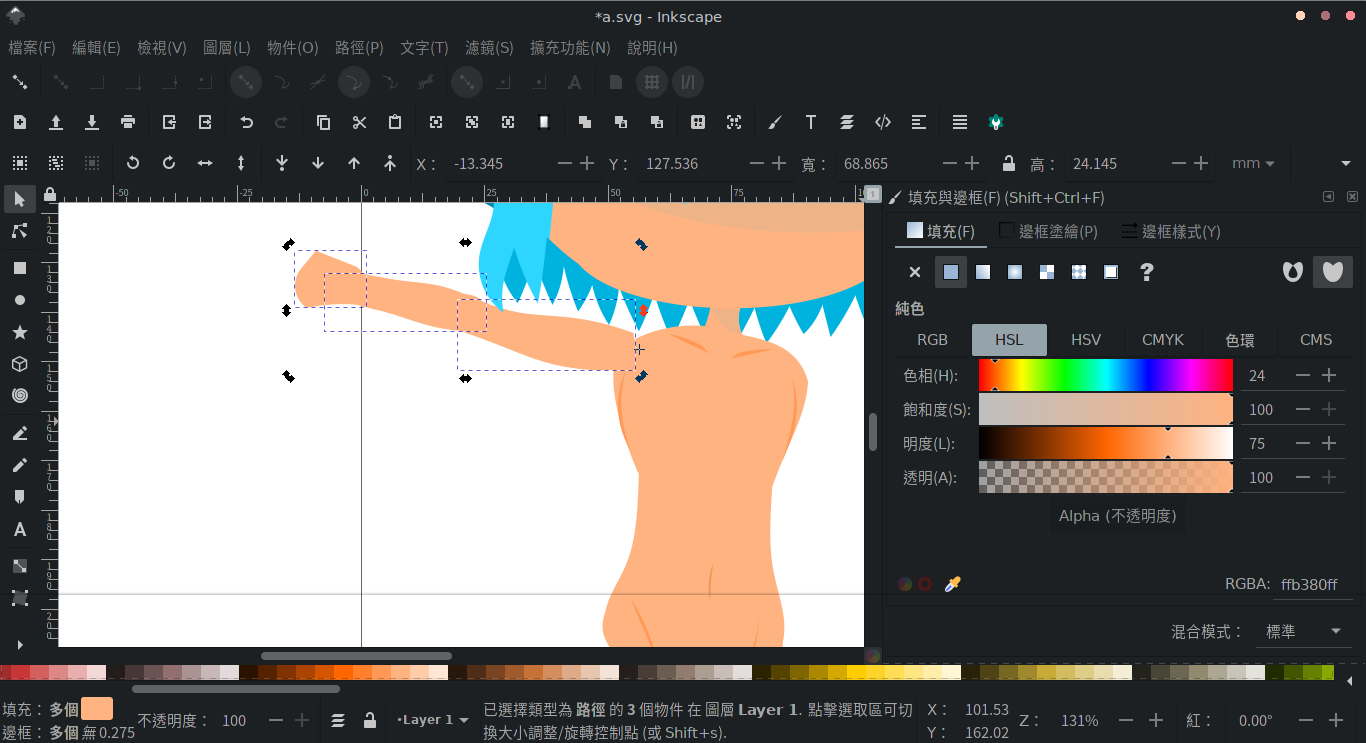 *a.svg - Inkscape
檔案(F) 編輯(E) 檢視(V) 圖層(L) 物件(O) 路徑(P) 文字(T) 濾鏡(S) 擴充功能(N) 說明(H)
X： -13.345 Y： 127.536 寬： 68.865 高： 24.145 mm
-50 -25 0 25 50 75
填充與邊框(F) (Shift+Ctrl+F)
填充(F) 邊框塗繪(P) 邊框樣式(Y)
純色
RGB HSL HSV CMYK 色環 CMS
色相(H): 24
飽和度(S): 100
明度(L): 75
透明(A): 100
Alpha (不透明度)
RGBA: ffb380ff
混合模式： 標準
填充：多個 不透明度： 100 •Layer 1 已選擇類型為 路徑 的 3 個物件 在 圖層 Layer 1. 點擊選取區可切 X： 101.53 Z： 131% 紅： 0.00°
邊框：多個 無 0.275 換大小調整/旋轉控制點 (或 Shift+s). Y： 162.02